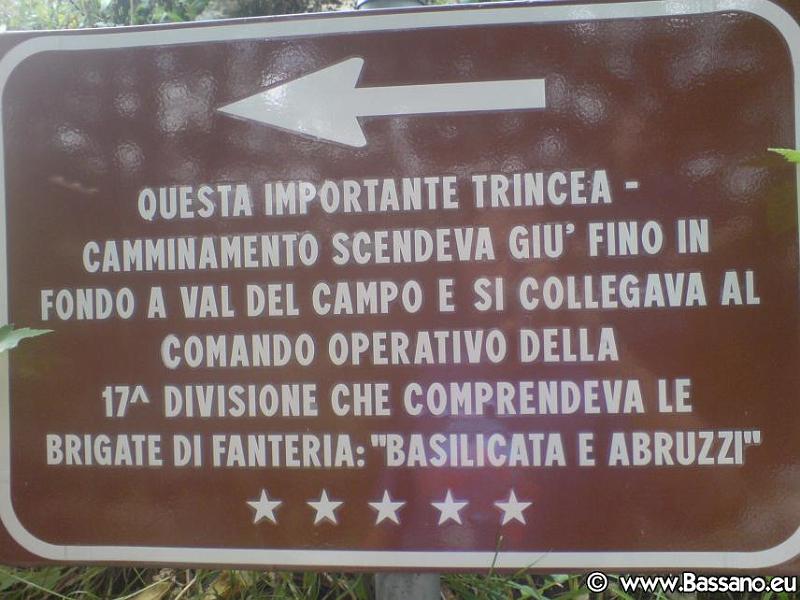 QUESTA IMPORTANTE TRINCEA -
CAMMINAMENTO SCENDEVA GIU' FINO IN
FONDO A VAL DEL CAMPO E SI COLLEGAVA AL
COMANDO OPERATIVO DELLA
17^ DIVISIONE CHE COMPRENDEVA LE
BRIGATE DI FANTERIA: "BASILICATA E ABRUZZI"
© www.Bassano.eu